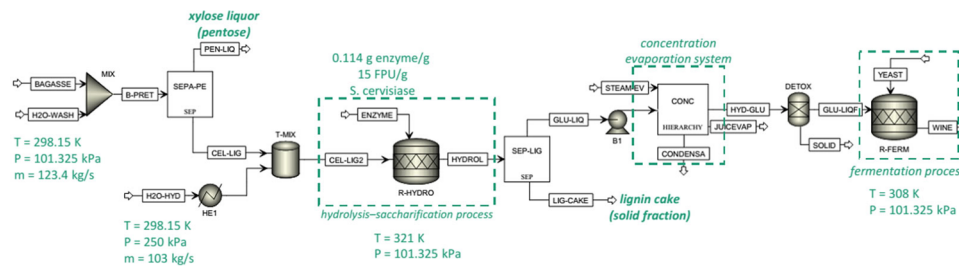 xylose liquor
(pentose)
PEN-LIQ
MIX
BAGASSE
B-PRET
H2O-WASH
SEPA-PE
SEP
T = 298.15 K
P = 101.325 kPa
m = 123.4 kg/s
CEL-LIG
T-MIX
H2O-HYD
HE1
T = 298.15 K
P = 250 kPa
m = 103 kg/s
0.114 g enzyme/g
15 FPU/g
S. cervisiase
ENZYME
CEL-LIG2
HYDROL
R-HYDRO
hydrolysis–saccharification process
T = 321 K
P = 101.325 kPa
SEP-LIG
SEP
GLU-LIQ
LIG-CAKE
lignin cake
(solid fraction)
B1
concentration
evaporation system
STEAM-EV
CONC
HIERARCHY
HYD-GLU
JUICEVAP
CONDENSA
DETOX
GLU-LIQF
SOLID
YEAST
WINE
R-FERM
fermentation process
T = 308 K
P = 101.325 kPa